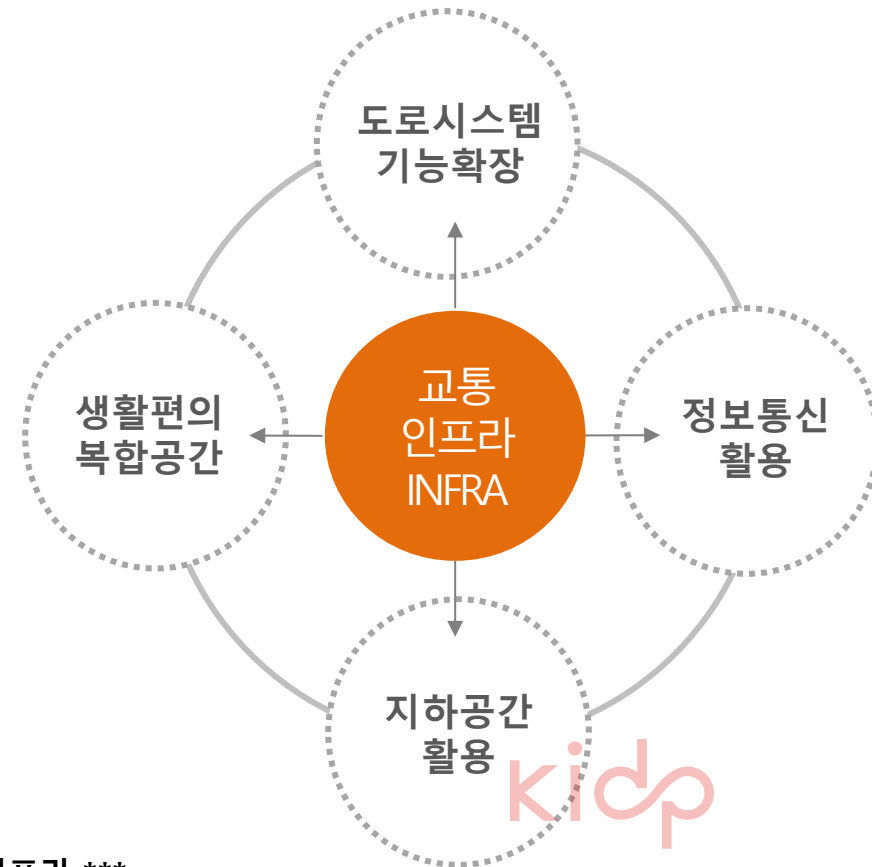 도로시스템
기능확장
생활편의
복합공간
교통
인프라
INFRA
정보통신
활용
지하공간
활용
kidp
***